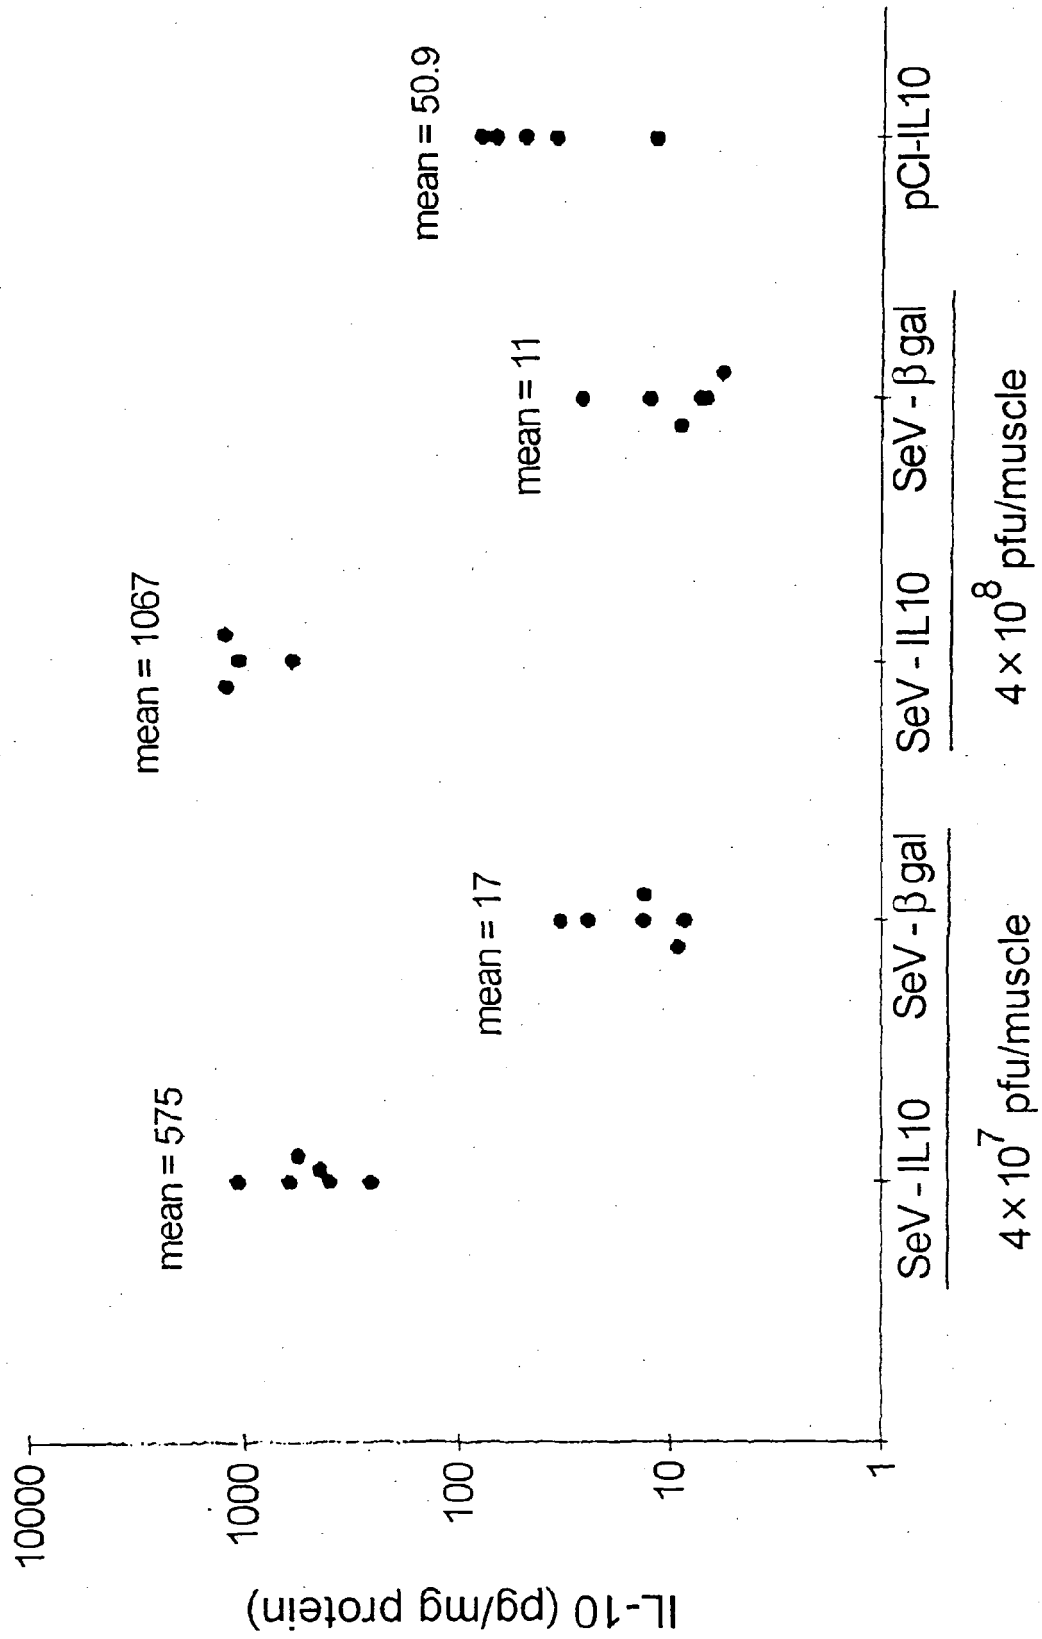 IL-10 (pg/mg protein)
10000
1000
100
10
1
mean = 575
mean = 17
mean = 1067
mean = 11
mean = 50.9
SeV - IL10
SeV - β gal
SeV - IL10
SeV - β gal
pCI-IL10
4 × 10⁷ pfu/muscle
4 × 10⁸ pfu/muscle